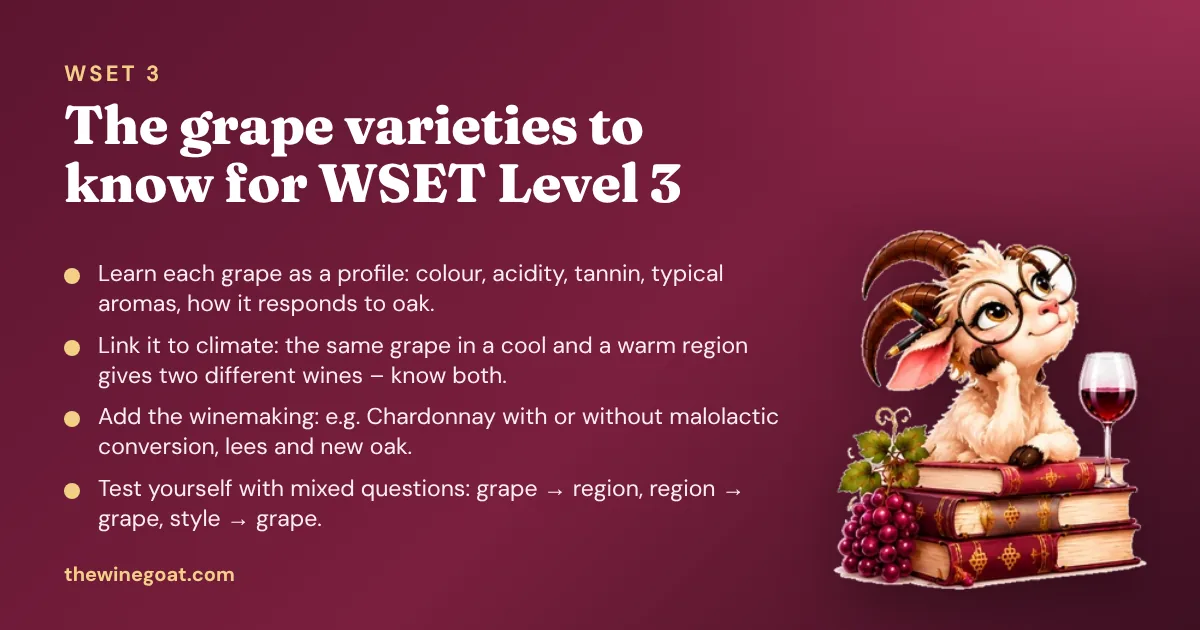 WSET 3
The grape varieties to
know for WSET Level 3
Learn each grape as a profile: colour, acidity, tannin, typical
aromas, how it responds to oak.
Link it to climate: the same grape in a cool and a warm region
gives two different wines – know both.
Add the winemaking: e.g. Chardonnay with or without malolactic
conversion, lees and new oak.
Test yourself with mixed questions: grape → region, region →
grape, style → grape.
thewinegoat.com